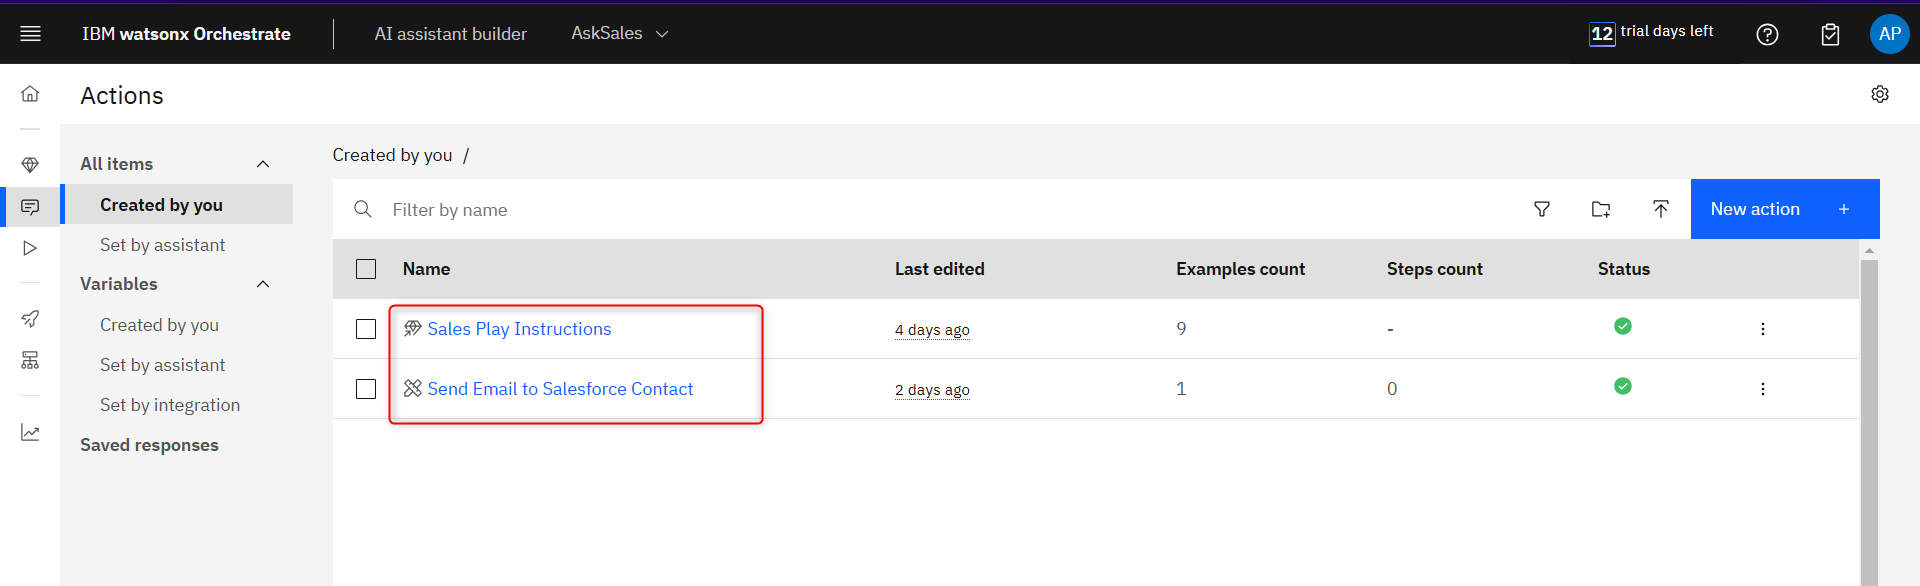 IBM watsonx Orchestrate
AI assistant builder
AskSales
12 trial days left
AP
Actions
All items
Created by you
Set by assistant
Variables
Created by you
Set by assistant
Set by integration
Saved responses
Created by you /
Filter by name
New action +
Name Last edited Examples count Steps count Status
Sales Play Instructions 4 days ago 9 -
Send Email to Salesforce Contact 2 days ago 1 0